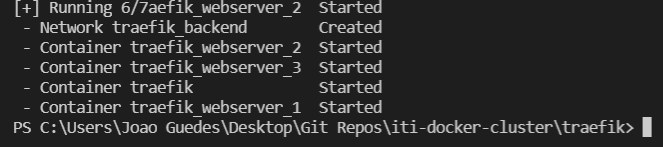 [+] Running 6/7aefik_webserver_2  Started
 - Network traefik_backend        Created
 - Container traefik_webserver_2  Started
 - Container traefik_webserver_3  Started
 - Container traefik              Started
 - Container traefik_webserver_1  Started
PS C:\Users\Joao Guedes\Desktop\Git Repos\iti-docker-cluster\traefik>